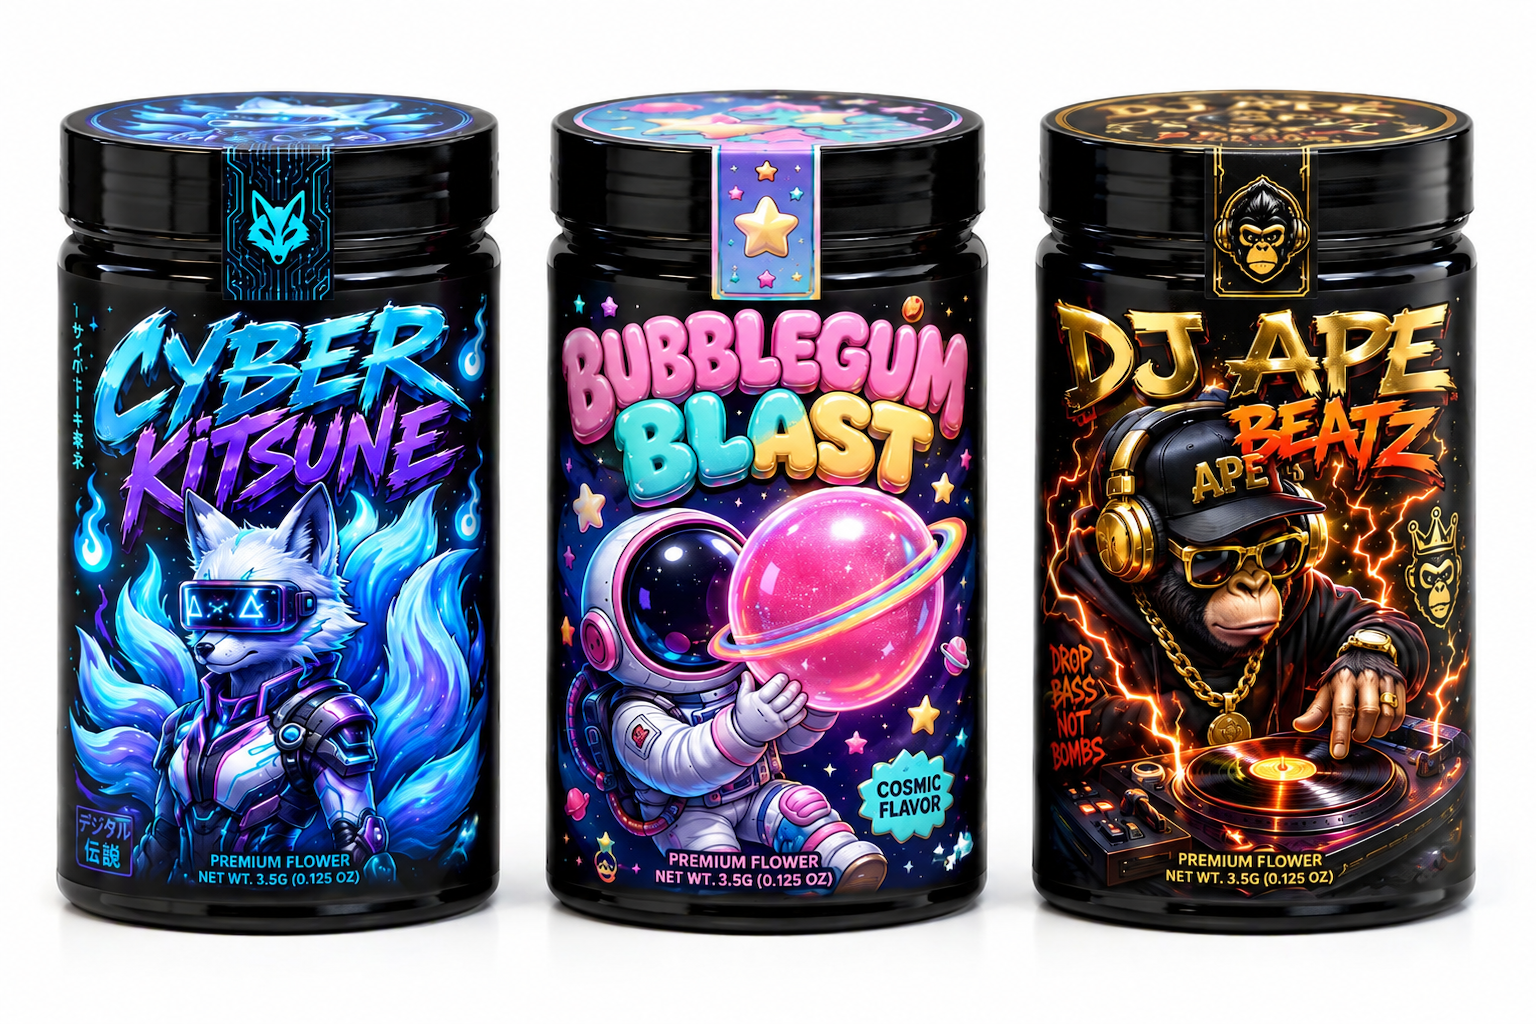 CYBER
KiTSUNE
デジタル
伝説
PREMIUM FLOWER
NET WT. 3.5G (0.125 OZ)
BUBBLEGUM
BLAST
COSMIC
FLAVOR
PREMIUM FLOWER
NET WT. 3.5G (0.125 OZ)
DJ APE
DJ APE
BEATZ
APE
DROP
BASS
NOT
BOMBS
PREMIUM FLOWER
NET WT. 3.5G (0.125 OZ)